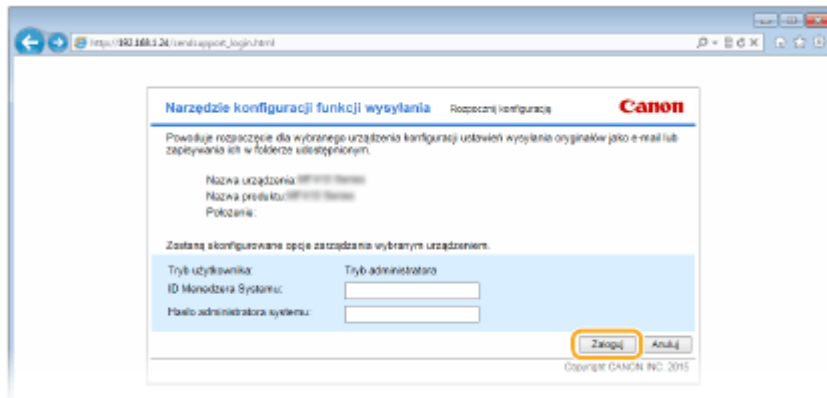 http://192.168.1.24/sendsupport_login.html
Narzędzie konfiguracji funkcji wysyłania Rozpocznij konfigurację Canon
Powoduje rozpoczęcie dla wybranego urządzenia konfiguracji ustawień wysyłania oryginałów jako e-mail lub
zapisywania ich w folderze udostępnionym.
Nazwa urządzenia:
Nazwa produktu:
Położenie:
Zostaną skonfigurowane opcje zarządzania wybranym urządzeniem.
Tryb użytkownika: Tryb administratora
ID Menedżera Systemu:
Hasło administratora systemu:
Zaloguj Anuluj
Copyright CANON INC. 2015